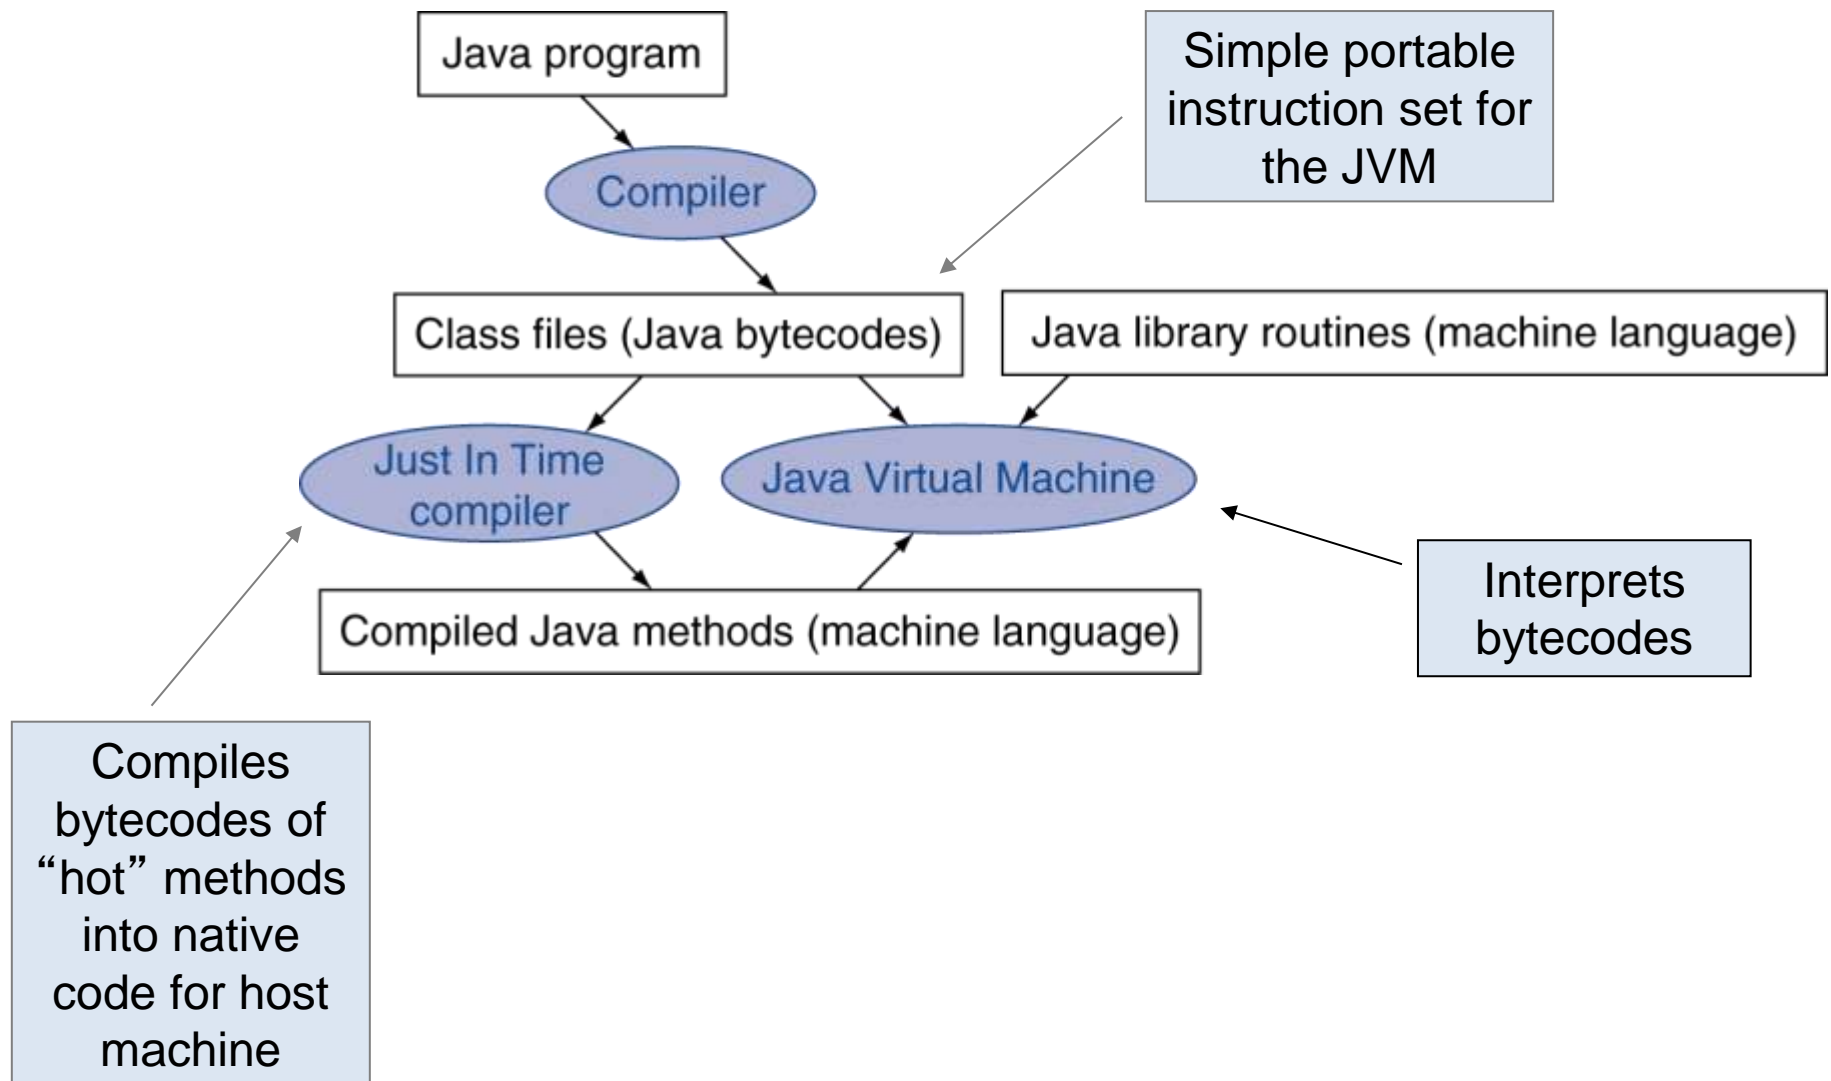 Java program
Simple portable
instruction set for
the JVM
Compiler
Class files (Java bytecodes)
Java library routines (machine language)
Just In Time
compiler
Java Virtual Machine
Compiled Java methods (machine language)
Interprets
bytecodes
Compiles
bytecodes of
“hot” methods
into native
code for host
machine